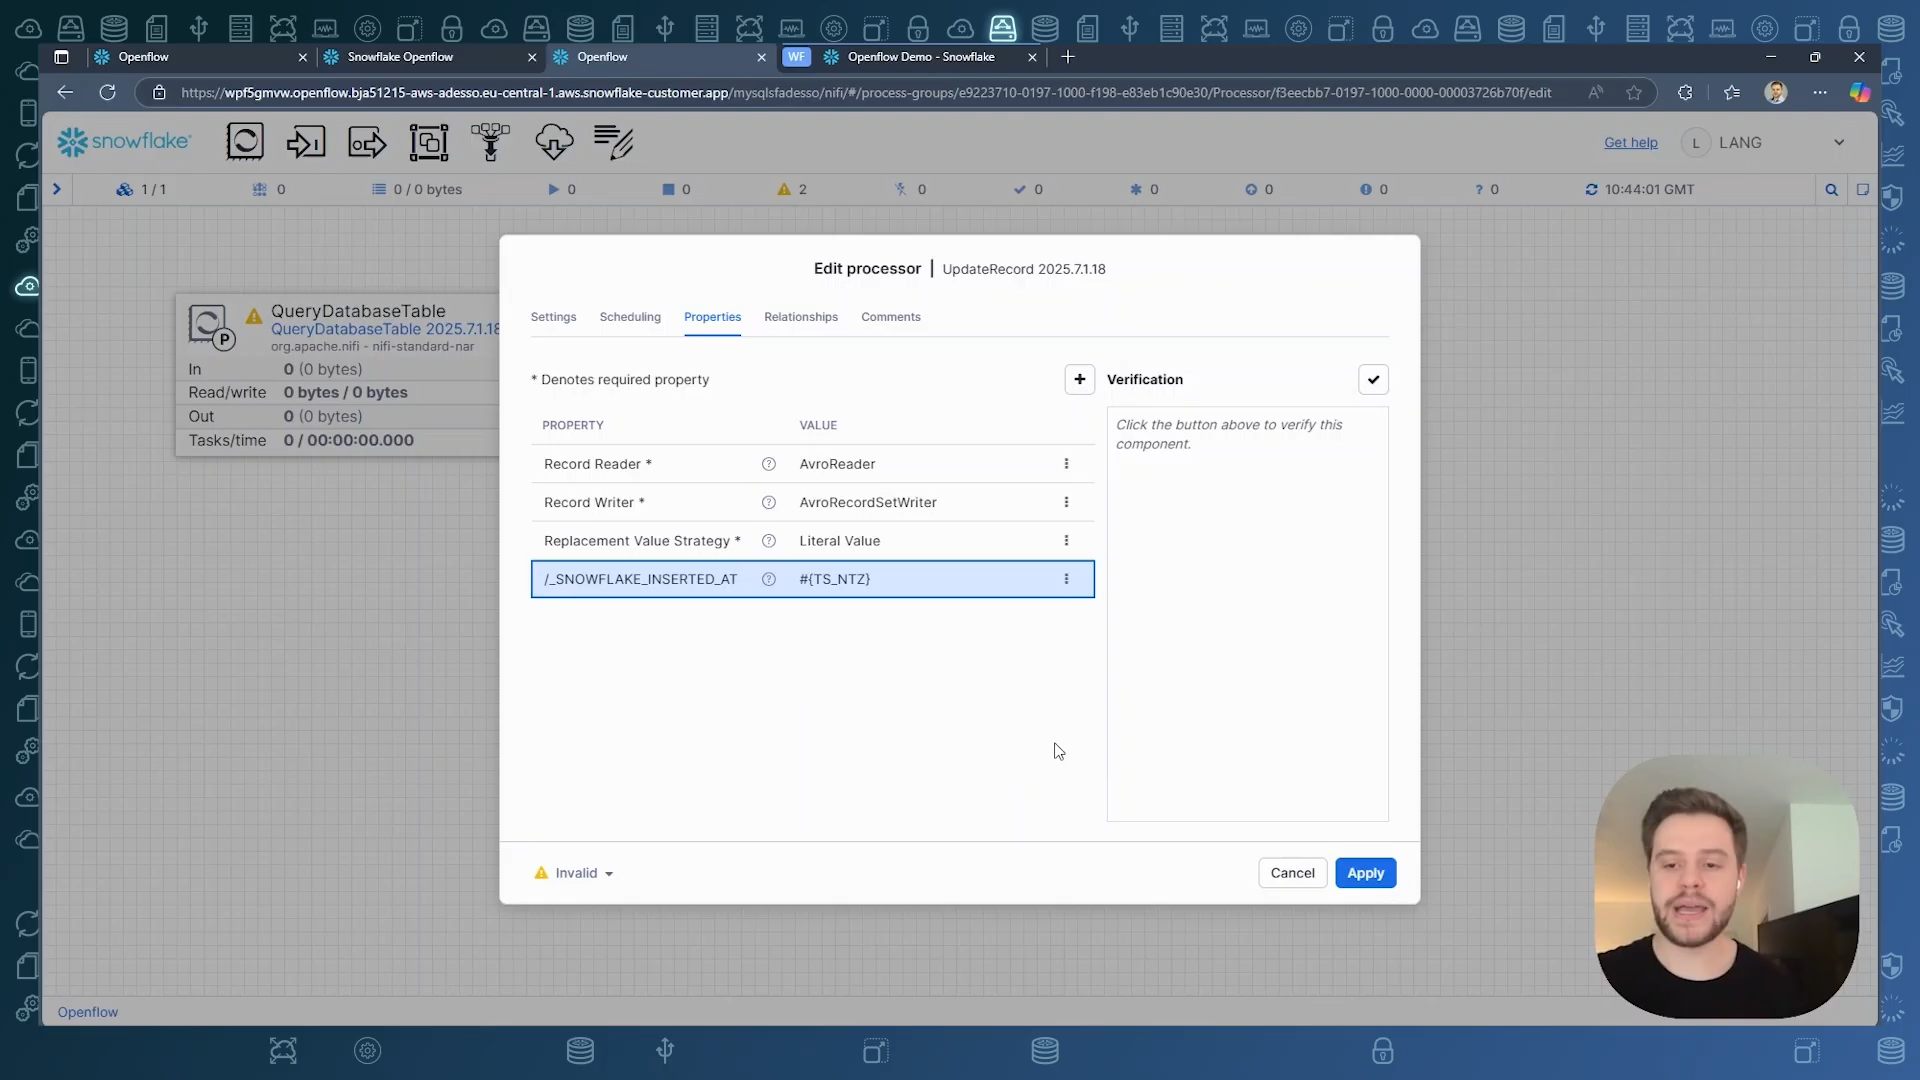 Openflow
Snowflake Openflow
Openflow
WF
Openflow Demo - Snowflake
https://wpf5gmvw.openflow.bja51215-aws-adesso.eu-central-1.aws.snowflake-customer.app/mysqlsfadesso/nifi/#/process-groups/e9223710-0197-1000-f198-e83eb1c90e30/Processor/f3eecbb7-0197-1000-0000-00003726b70f/edit
snowflake
Get help
L
LANG
1 / 1
0
0 / 0 bytes
0
0
2
0
0
0
0
0
? 0
10:44:01 GMT
QueryDatabaseTable
QueryDatabaseTable 2025.7.1.18
org.apache.nifi - nifi-standard-nar
P
In 0 (0 bytes)
Read/write 0 bytes / 0 bytes
Out 0 (0 bytes)
Tasks/time 0 / 00:00:00.000
Edit processor | UpdateRecord 2025.7.1.18
Settings Scheduling Properties Relationships Comments
* Denotes required property
Verification
PROPERTY VALUE
Click the button above to verify this
component.
Record Reader * AvroReader
Record Writer * AvroRecordSetWriter
Replacement Value Strategy * Literal Value
/_SNOWFLAKE_INSERTED_AT #{TS_NTZ}
Invalid
Cancel
Apply
Openflow